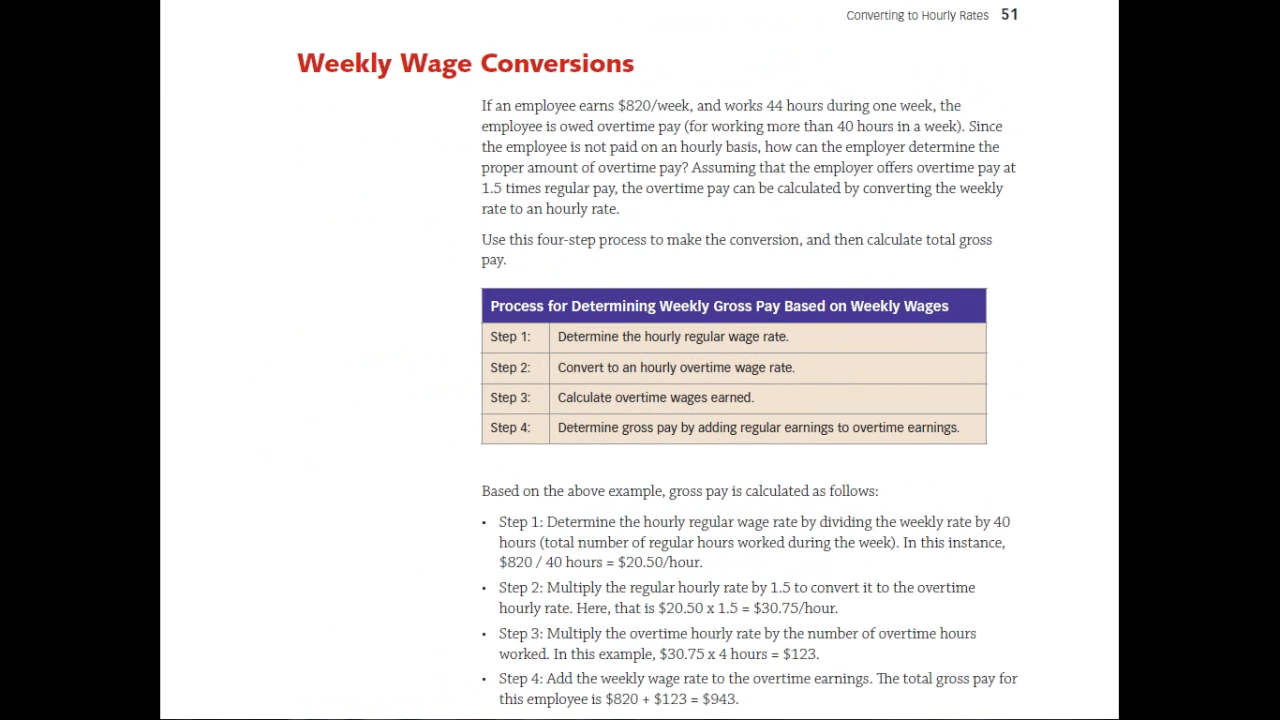 Converting to Hourly Rates 51
Weekly Wage Conversions
If an employee earns $820/week, and works 44 hours during one week, the
employee is owed overtime pay (for working more than 40 hours in a week). Since
the employee is not paid on an hourly basis, how can the employer determine the
proper amount of overtime pay? Assuming that the employer offers overtime pay at
1.5 times regular pay, the overtime pay can be calculated by converting the weekly
rate to an hourly rate.
Use this four-step process to make the conversion, and then calculate total gross
pay.
Process for Determining Weekly Gross Pay Based on Weekly Wages
Step 1: Determine the hourly regular wage rate.
Step 2: Convert to an hourly overtime wage rate.
Step 3: Calculate overtime wages earned.
Step 4: Determine gross pay by adding regular earnings to overtime earnings.
Based on the above example, gross pay is calculated as follows:
• Step 1: Determine the hourly regular wage rate by dividing the weekly rate by 40
hours (total number of regular hours worked during the week). In this instance,
$820 / 40 hours = $20.50/hour.
• Step 2: Multiply the regular hourly rate by 1.5 to convert it to the overtime
hourly rate. Here, that is $20.50 x 1.5 = $30.75/hour.
• Step 3: Multiply the overtime hourly rate by the number of overtime hours
worked. In this example, $30.75 x 4 hours = $123.
• Step 4: Add the weekly wage rate to the overtime earnings. The total gross pay for
this employee is $820 + $123 = $943.